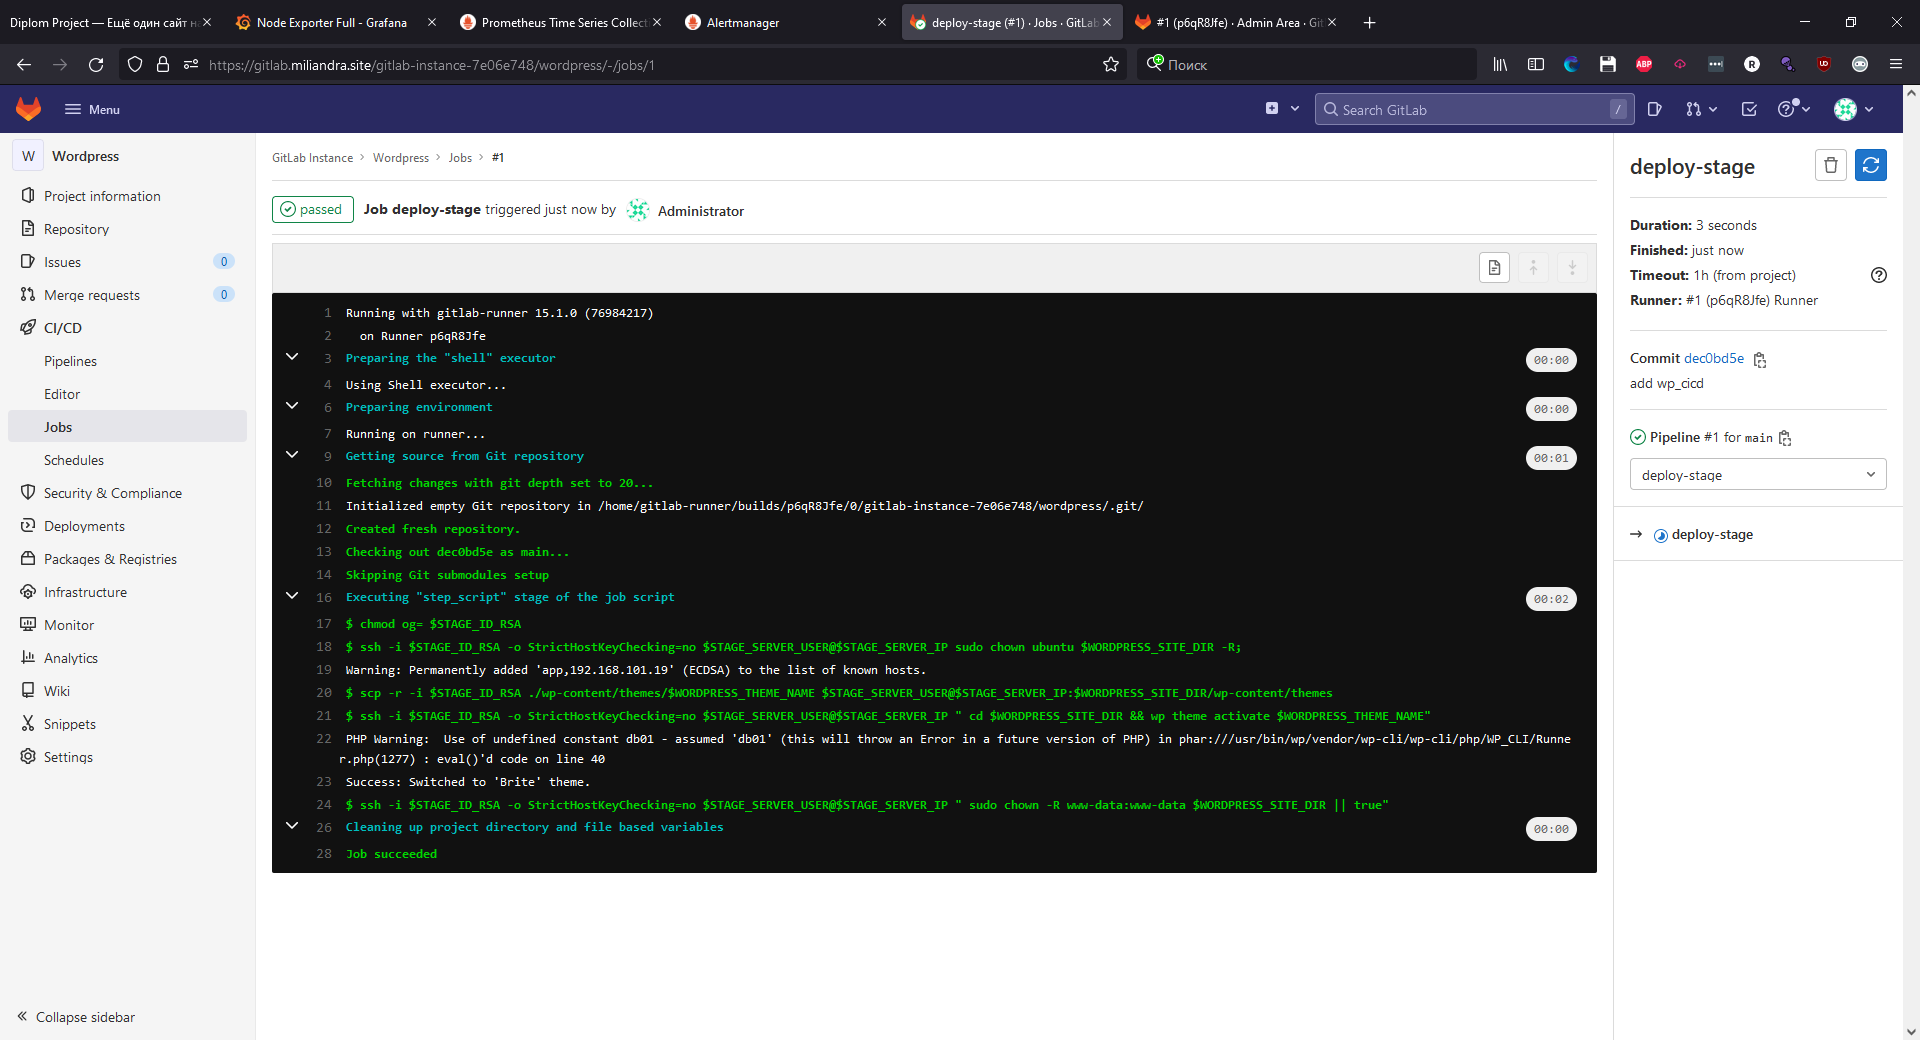 Diplom Project — Ещё один сайт н
Node Exporter Full - Grafana
Prometheus Time Series Collecti
Alertmanager
deploy-stage (#1) · Jobs · GitLab
#1 (p6qR8Jfe) · Admin Area · Git
https://gitlab.miliandra.site/gitlab-instance-7e06e748/wordpress/-/jobs/1
Поиск
ABP
R
Menu
Search GitLab
/
W Wordpress
Project information
Repository
Issues 0
Merge requests 0
CI/CD
Pipelines
Editor
Jobs
Schedules
Security & Compliance
Deployments
Packages & Registries
Infrastructure
Monitor
Analytics
Wiki
Snippets
Settings
Collapse sidebar
GitLab Instance › Wordpress › Jobs › #1
passed Job deploy-stage triggered just now by Administrator
1 Running with gitlab-runner 15.1.0 (76984217)
2 on Runner p6qR8Jfe
3 Preparing the "shell" executor 00:00
4 Using Shell executor...
6 Preparing environment 00:00
7 Running on runner...
9 Getting source from Git repository 00:01
10 Fetching changes with git depth set to 20...
11 Initialized empty Git repository in /home/gitlab-runner/builds/p6qR8Jfe/0/gitlab-instance-7e06e748/wordpress/.git/
12 Created fresh repository.
13 Checking out dec0bd5e as main...
14 Skipping Git submodules setup
16 Executing "step_script" stage of the job script 00:02
17 $ chmod og= $STAGE_ID_RSA
18 $ ssh -i $STAGE_ID_RSA -o StrictHostKeyChecking=no $STAGE_SERVER_USER@$STAGE_SERVER_IP sudo chown ubuntu $WORDPRESS_SITE_DIR -R;
19 Warning: Permanently added 'app,192.168.101.19' (ECDSA) to the list of known hosts.
20 $ scp -r -i $STAGE_ID_RSA ./wp-content/themes/$WORDPRESS_THEME_NAME $STAGE_SERVER_USER@$STAGE_SERVER_IP:$WORDPRESS_SITE_DIR/wp-content/themes
21 $ ssh -i $STAGE_ID_RSA -o StrictHostKeyChecking=no $STAGE_SERVER_USER@$STAGE_SERVER_IP " cd $WORDPRESS_SITE_DIR && wp theme activate $WORDPRESS_THEME_NAME"
22 PHP Warning:  Use of undefined constant db01 - assumed 'db01' (this will throw an Error in a future version of PHP) in phar:///usr/bin/wp/vendor/wp-cli/wp-cli/php/WP_CLI/Runne
r.php(1277) : eval()'d code on line 40
23 Success: Switched to 'Brite' theme.
24 $ ssh -i $STAGE_ID_RSA -o StrictHostKeyChecking=no $STAGE_SERVER_USER@$STAGE_SERVER_IP " sudo chown -R www-data:www-data $WORDPRESS_SITE_DIR || true"
26 Cleaning up project directory and file based variables 00:00
28 Job succeeded
deploy-stage
Duration: 3 seconds
Finished: just now
Timeout: 1h (from project)
Runner: #1 (p6qR8Jfe) Runner
Commit dec0bd5e
add wp_cicd
Pipeline #1 for main
deploy-stage
→ deploy-stage